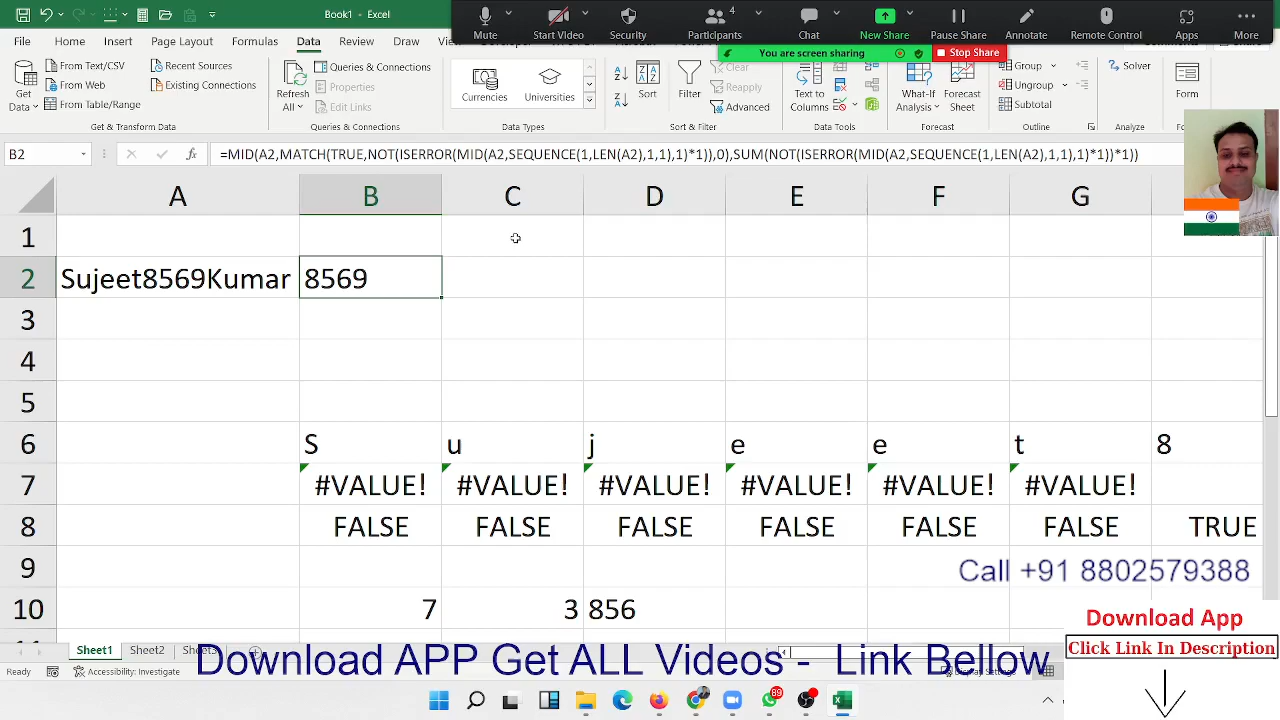 Book1 - Excel
Mute
Start Video
Security
4
Participants
Chat
New Share
Pause Share
Annotate
Remote Control
Apps
More
You are screen sharing
Stop Share
File
Home
Insert
Page Layout
Formulas
Data
Review
View
Draw
Get Data
From Text/CSV
From Web
From Table/Range
Recent Sources
Existing Connections
Get & Transform Data
Refresh All
Queries & Connections
Properties
Edit Links
Queries & Connections
Currencies
Universities
Data Types
Sort
Filter
Clear
Reapply
Advanced
Sort & Filter
Text to Columns
Data Tools
What-If Analysis
Forecast Sheet
Forecast
Group
Ungroup
Subtotal
Outline
Solver
Analyze
Form
Form
B2
fx
=MID(A2,MATCH(TRUE,NOT(ISERROR(MID(A2,SEQUENCE(1,LEN(A2),1,1),1)*1)),0),SUM(NOT(ISERROR(MID(A2,SEQUENCE(1,LEN(A2),1,1),1)*1))*1))
A B C D E F G
1
2 Sujeet8569Kumar 8569
3
4
5
6 S u j e e t 8
7 #VALUE! #VALUE! #VALUE! #VALUE! #VALUE! #VALUE!
8 FALSE FALSE FALSE FALSE FALSE FALSE TRUE
9
Call +91 8802579388
10 7 3 856
Download App
Click Link In Description
Sheet1
Sheet2
Download APP Get ALL Videos - Link Bellow
Ready
Accessibility: Investigate
89